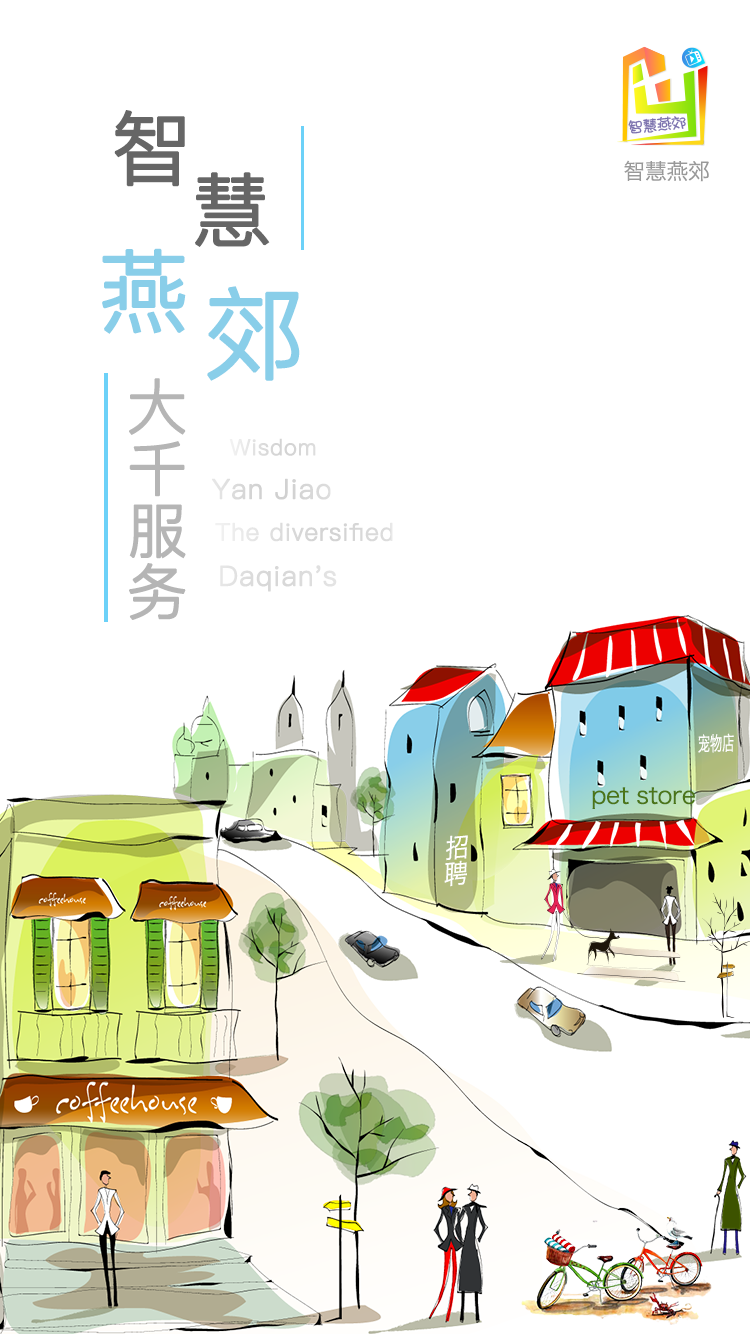 智慧燕郊
智慧燕郊
智慧
燕郊
大千服务
Wisdom
Yan Jiao
The diversified
Daqian's
宠物店
pet store
招聘
coffeehouse
coffeehouse
coffeehouse